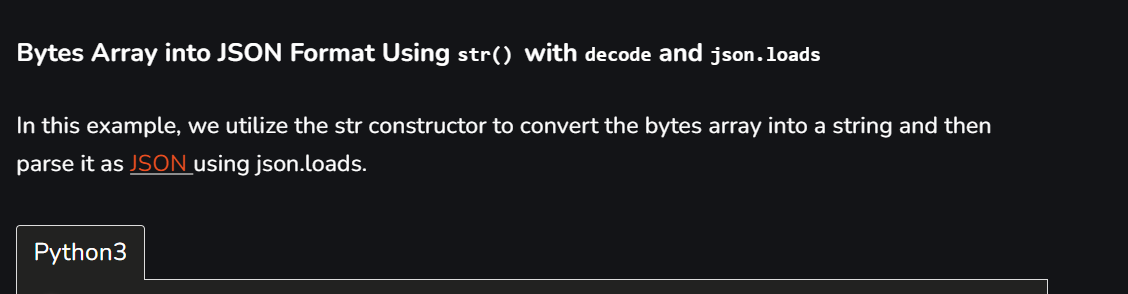 Bytes Array into JSON Format Using str() with decode and json.loads
In this example, we utilize the str constructor to convert the bytes array into a string and then
parse it as JSON using json.loads.
Python3